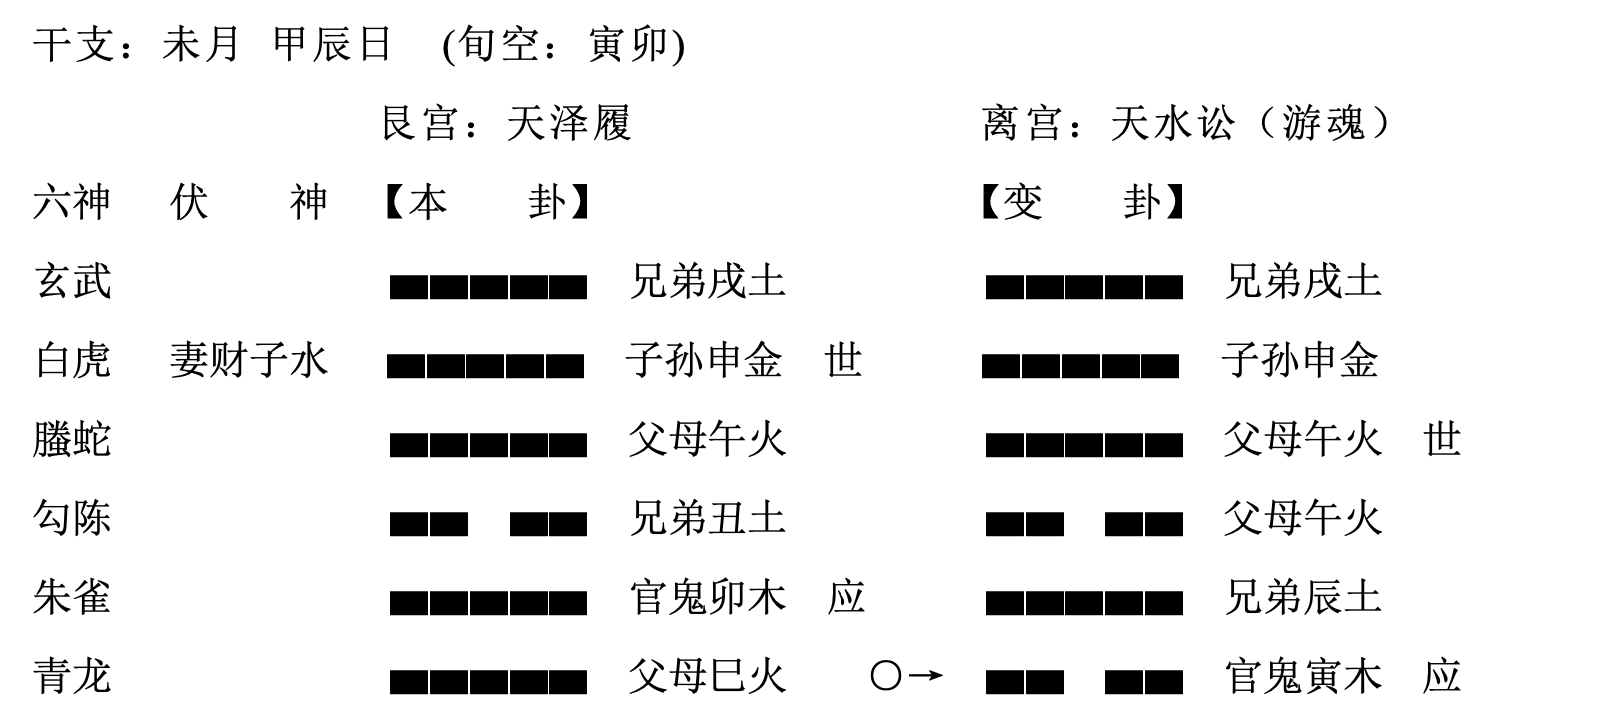 干支：未月 甲辰日 (旬空：寅卯)
艮宫：天泽履 离宫：天水讼（游魂）
六神 伏 神 【本 卦】 【变 卦】
玄武 兄弟戌土 兄弟戌土
白虎 妻财子水 子孙申金 世 子孙申金
螣蛇 父母午火 父母午火 世
勾陈 兄弟丑土 父母午火
朱雀 官鬼卯木 应 兄弟辰土
青龙 父母巳火 ○→ 官鬼寅木 应